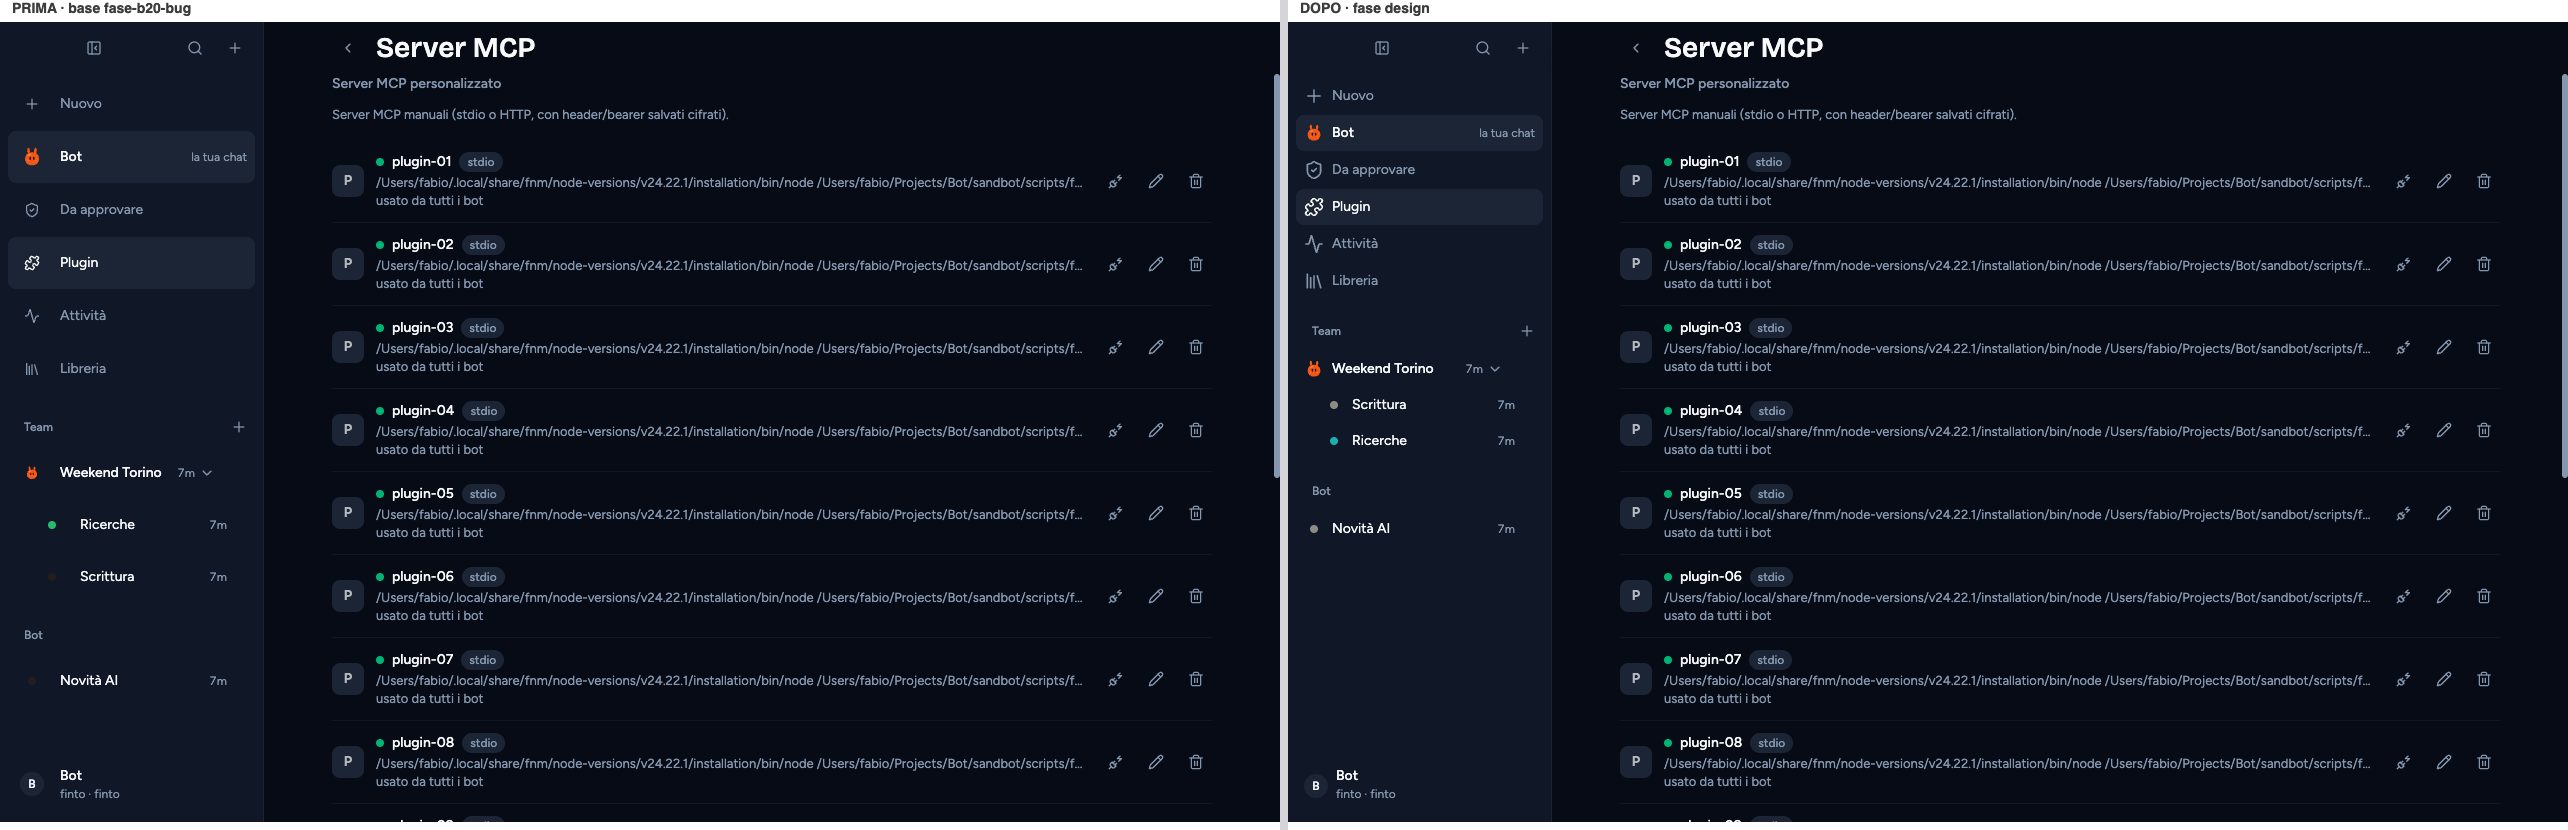 PRIMA · base fase-b20-bug
Nuovo
Bot la tua chat
Da approvare
Plugin
Attività
Libreria
Team
Weekend Torino 7m
Ricerche 7m
Scrittura 7m
Bot
Novità AI 7m
B
Bot
finto · finto
Server MCP
Server MCP personalizzato
Server MCP manuali (stdio o HTTP, con header/bearer salvati cifrati).
P
plugin-01 stdio
/Users/fabio/.local/share/fnm/node-versions/v24.22.1/installation/bin/node /Users/fabio/Projects/Bot/sandbot/scripts/f...
usato da tutti i bot
P
plugin-02 stdio
/Users/fabio/.local/share/fnm/node-versions/v24.22.1/installation/bin/node /Users/fabio/Projects/Bot/sandbot/scripts/f...
usato da tutti i bot
P
plugin-03 stdio
/Users/fabio/.local/share/fnm/node-versions/v24.22.1/installation/bin/node /Users/fabio/Projects/Bot/sandbot/scripts/f...
usato da tutti i bot
P
plugin-04 stdio
/Users/fabio/.local/share/fnm/node-versions/v24.22.1/installation/bin/node /Users/fabio/Projects/Bot/sandbot/scripts/f...
usato da tutti i bot
P
plugin-05 stdio
/Users/fabio/.local/share/fnm/node-versions/v24.22.1/installation/bin/node /Users/fabio/Projects/Bot/sandbot/scripts/f...
usato da tutti i bot
P
plugin-06 stdio
/Users/fabio/.local/share/fnm/node-versions/v24.22.1/installation/bin/node /Users/fabio/Projects/Bot/sandbot/scripts/f...
usato da tutti i bot
P
plugin-07 stdio
/Users/fabio/.local/share/fnm/node-versions/v24.22.1/installation/bin/node /Users/fabio/Projects/Bot/sandbot/scripts/f...
usato da tutti i bot
P
plugin-08 stdio
/Users/fabio/.local/share/fnm/node-versions/v24.22.1/installation/bin/node /Users/fabio/Projects/Bot/sandbot/scripts/f...
usato da tutti i bot
DOPO · fase design
Nuovo
Bot la tua chat
Da approvare
Plugin
Attività
Libreria
Team
Weekend Torino 7m
Scrittura 7m
Ricerche 7m
Bot
Novità AI 7m
B
Bot
finto · finto
Server MCP
Server MCP personalizzato
Server MCP manuali (stdio o HTTP, con header/bearer salvati cifrati).
P
plugin-01 stdio
/Users/fabio/.local/share/fnm/node-versions/v24.22.1/installation/bin/node /Users/fabio/Projects/Bot/sandbot/scripts/f...
usato da tutti i bot
P
plugin-02 stdio
/Users/fabio/.local/share/fnm/node-versions/v24.22.1/installation/bin/node /Users/fabio/Projects/Bot/sandbot/scripts/f...
usato da tutti i bot
P
plugin-03 stdio
/Users/fabio/.local/share/fnm/node-versions/v24.22.1/installation/bin/node /Users/fabio/Projects/Bot/sandbot/scripts/f...
usato da tutti i bot
P
plugin-04 stdio
/Users/fabio/.local/share/fnm/node-versions/v24.22.1/installation/bin/node /Users/fabio/Projects/Bot/sandbot/scripts/f...
usato da tutti i bot
P
plugin-05 stdio
/Users/fabio/.local/share/fnm/node-versions/v24.22.1/installation/bin/node /Users/fabio/Projects/Bot/sandbot/scripts/f...
usato da tutti i bot
P
plugin-06 stdio
/Users/fabio/.local/share/fnm/node-versions/v24.22.1/installation/bin/node /Users/fabio/Projects/Bot/sandbot/scripts/f...
usato da tutti i bot
P
plugin-07 stdio
/Users/fabio/.local/share/fnm/node-versions/v24.22.1/installation/bin/node /Users/fabio/Projects/Bot/sandbot/scripts/f...
usato da tutti i bot
P
plugin-08 stdio
/Users/fabio/.local/share/fnm/node-versions/v24.22.1/installation/bin/node /Users/fabio/Projects/Bot/sandbot/scripts/f...
usato da tutti i bot